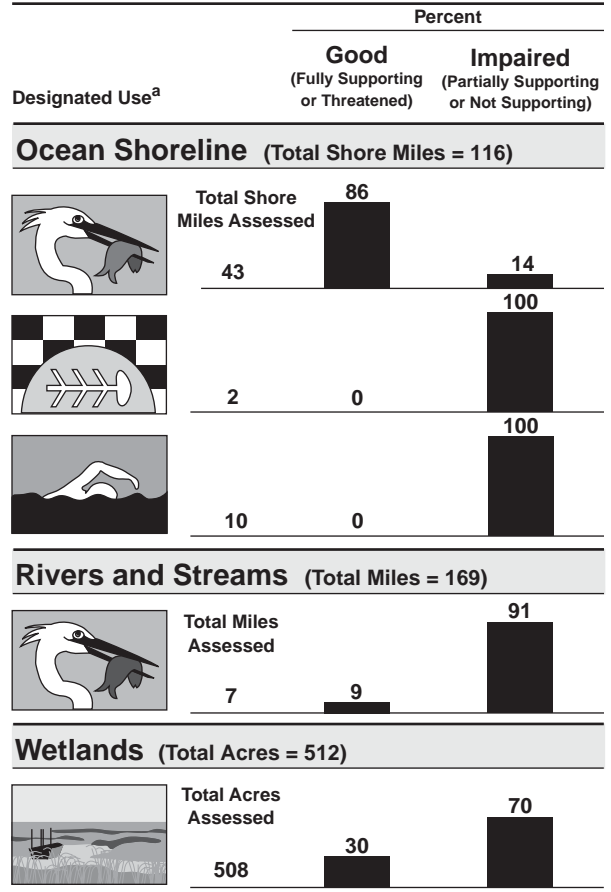 Percent
Good
(Fully Supporting
or Threatened)
Impaired
(Partially Supporting
or Not Supporting)
Designated Useᵃ
Ocean Shoreline (Total Shore Miles = 116)
Total Shore
Miles Assessed
86
43
14
100
2
0
100
10
0
Rivers and Streams (Total Miles = 169)
Total Miles
Assessed
91
7
9
Wetlands (Total Acres = 512)
Total Acres
Assessed
70
30
508